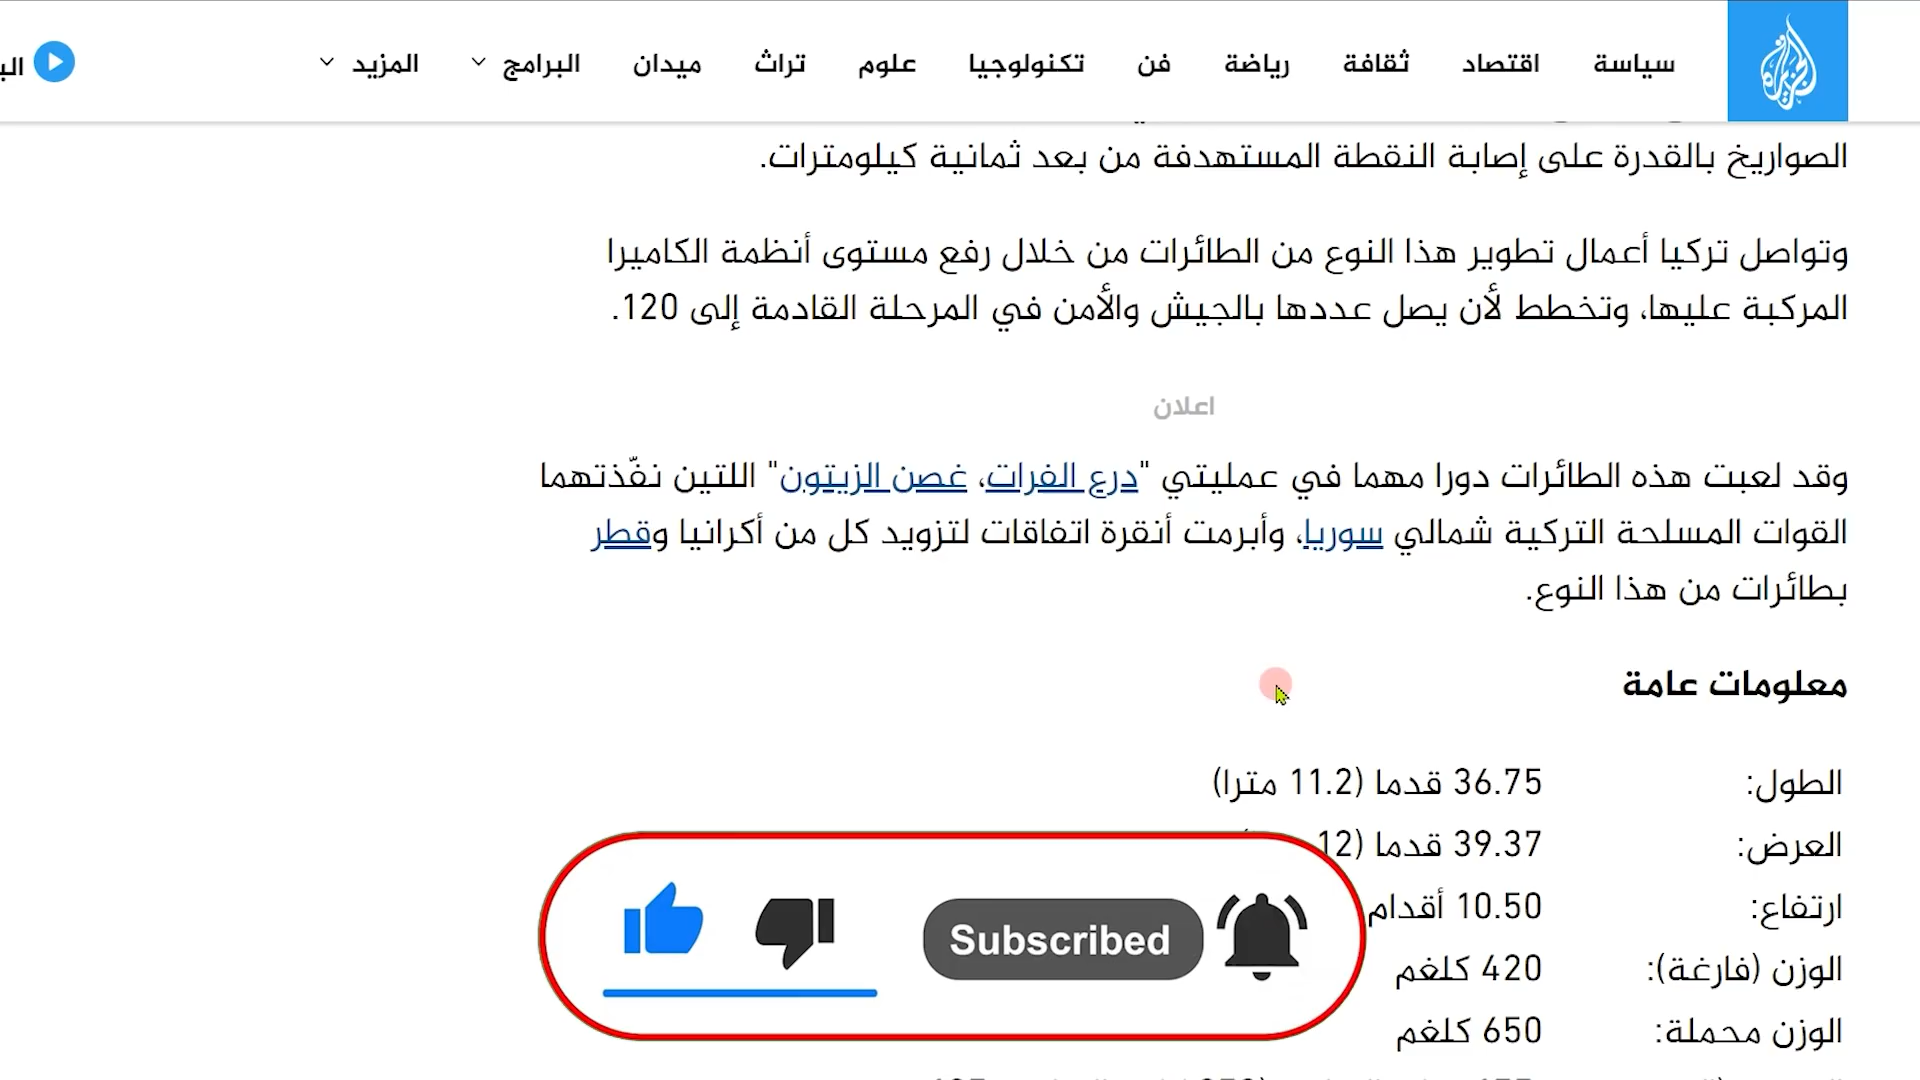 سياسة اقتصاد ثقافة رياضة فن تكنولوجيا علوم تراث ميدان البرامج المزيد
الصواريخ بالقدرة على إصابة النقطة المستهدفة من بعد ثمانية كيلومترات.
وتواصل تركيا أعمال تطوير هذا النوع من الطائرات من خلال رفع مستوى أنظمة الكاميرا
المركبة عليها، وتخطط لأن يصل عددها بالجيش والأمن في المرحلة القادمة إلى 120.
اعلان
وقد لعبت هذه الطائرات دورا مهما في عمليتي "درع الفرات، غصن الزيتون" اللتين نفّذتهما
القوات المسلحة التركية شمالي سوريا، وأبرمت أنقرة اتفاقات لتزويد كل من أكرانيا وقطر
بطائرات من هذا النوع.
معلومات عامة
الطول: 36.75 قدما (11.2 مترا)
العرض: 39.37 قدما (12
ارتفاع: 10.50 أقدام
الوزن (فارغة): 420 كلغم
الوزن محملة: 650 كلغم
Subscribed